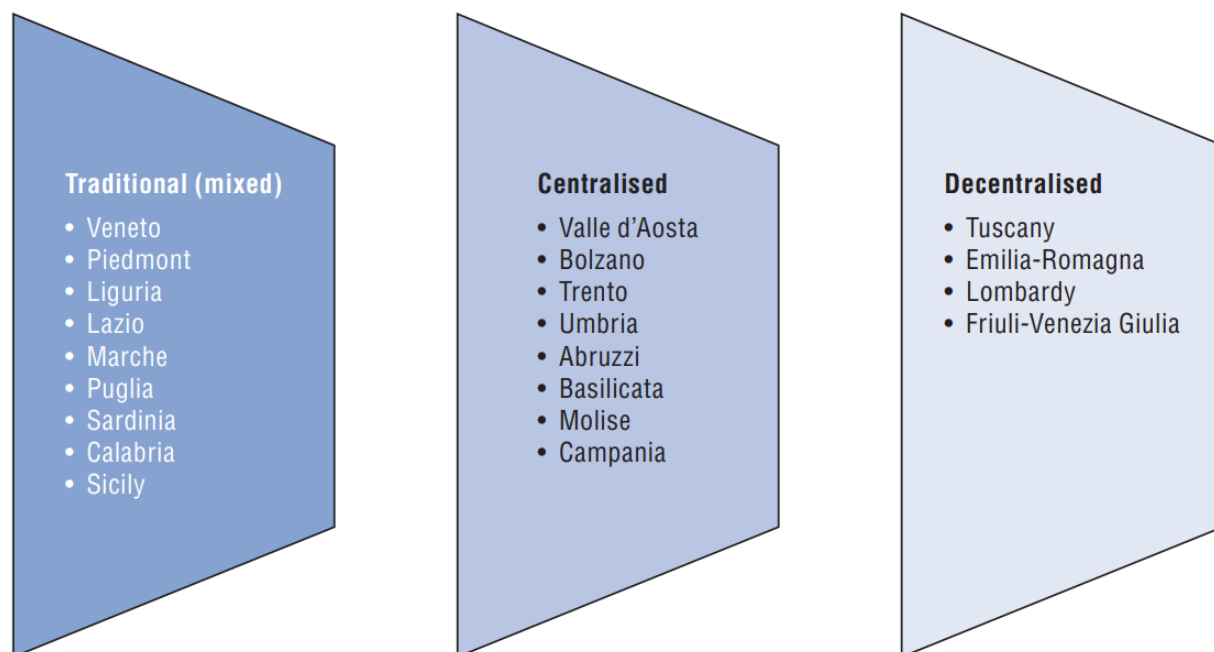 Traditional (mixed)
• Veneto
• Piedmont
• Liguria
• Lazio
• Marche
• Puglia
• Sardinia
• Calabria
• Sicily
Centralised
• Valle d’Aosta
• Bolzano
• Trento
• Umbria
• Abruzzi
• Basilicata
• Molise
• Campania
Decentralised
• Tuscany
• Emilia-Romagna
• Lombardy
• Friuli-Venezia Giulia